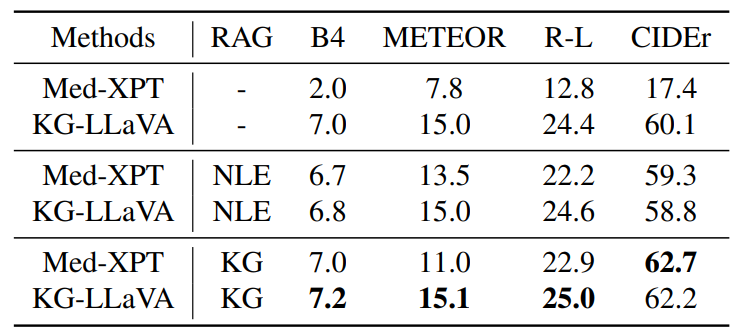 Methods RAG B4 METEOR R-L CIDEr
Med-XPT - 2.0 7.8 12.8 17.4
KG-LLaVA - 7.0 15.0 24.4 60.1
Med-XPT NLE 6.7 13.5 22.2 59.3
KG-LLaVA NLE 6.8 15.0 24.6 58.8
Med-XPT KG 7.0 11.0 22.9 62.7
KG-LLaVA KG 7.2 15.1 25.0 62.2